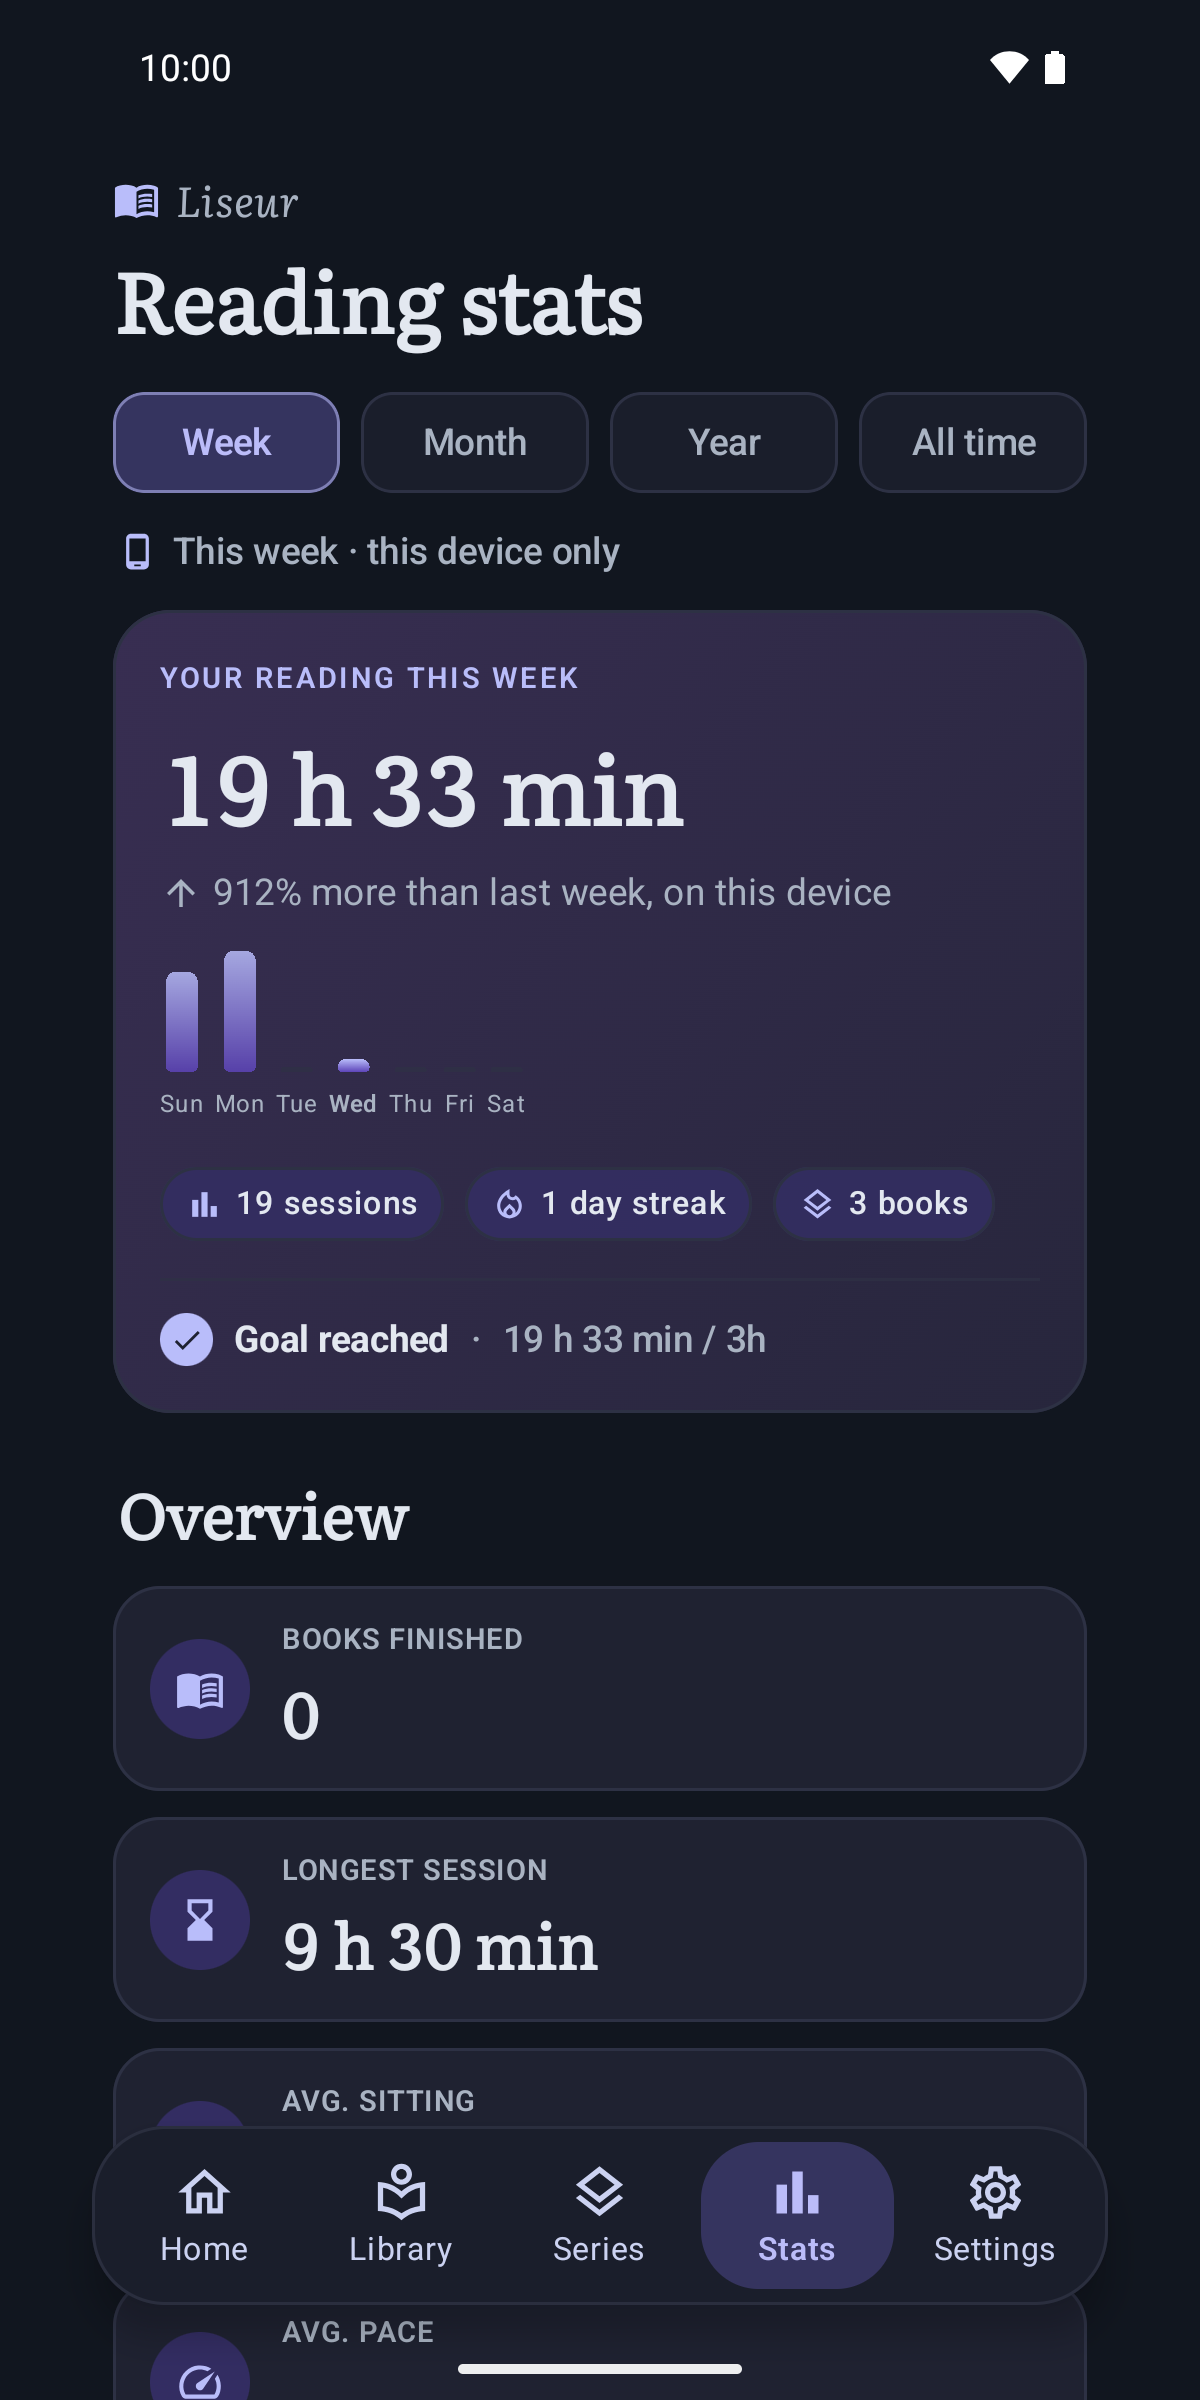 10:00
Liseur
Reading stats
Week Month Year All time
This week · this device only
YOUR READING THIS WEEK
19 h 33 min
↑ 912% more than last week, on this device
Sun Mon Tue Wed Thu Fri Sat
19 sessions 1 day streak 3 books
Goal reached · 19 h 33 min / 3h
Overview
BOOKS FINISHED
0
LONGEST SESSION
9 h 30 min
AVG. SITTING
Home Library Series Stats Settings
AVG. PACE